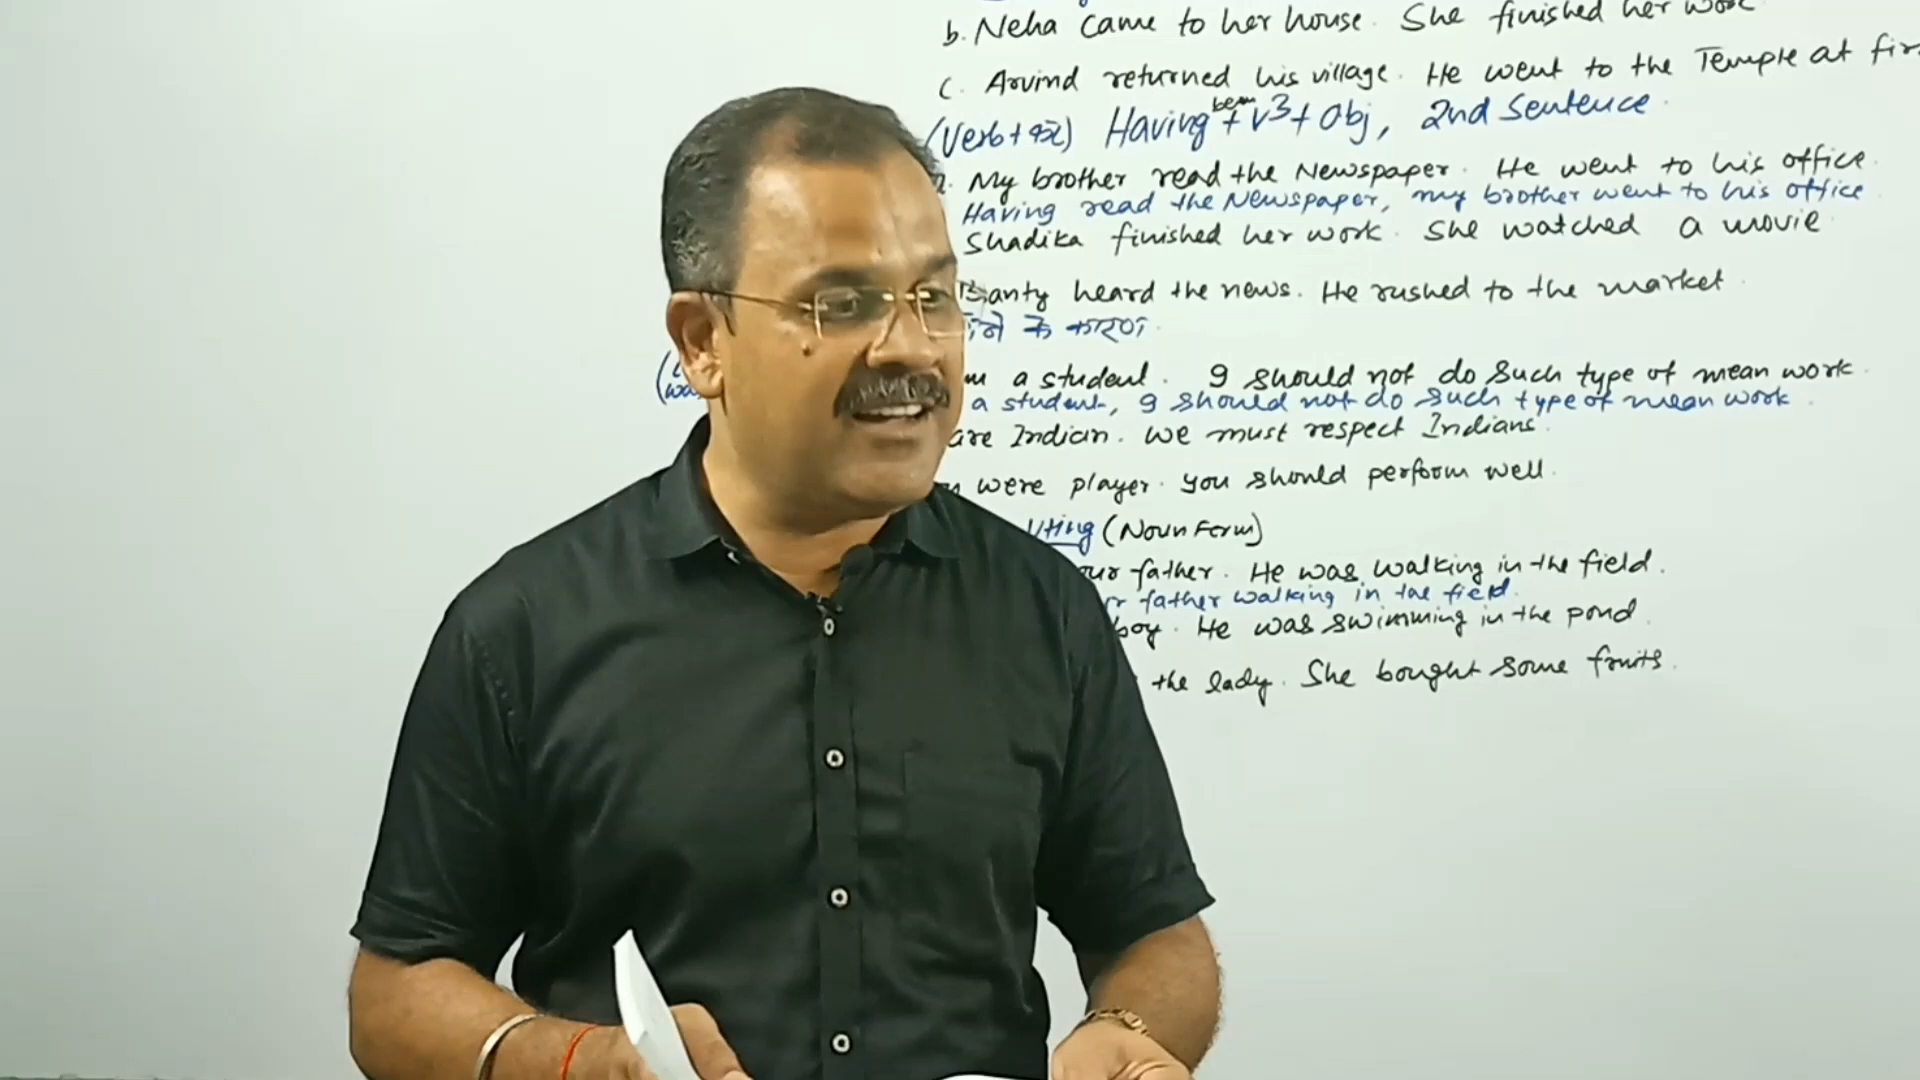 b. Neha came to her house. She finished her work
c. Arvind returned his village. He went to the Temple at
been
(Verb + कर) Having + V3 + Obj, 2nd Sentence.
My brother read the Newspaper. He went to his office.
Having read the Newspaper, my brother went to his office
Shadika finished her work. She watched a movie
Banty heard the news. He rushed to the market.
के कारण.
a student. I should not do such type of mean work.
a student, I should not do such type of mean work.
are Indian. We must respect Indians.
were player. You should perform well.
(Noun Form)
father. He was walking in the field.
father walking in the field.
boy. He was swimming in the pond.
the lady. She bought some fruits.